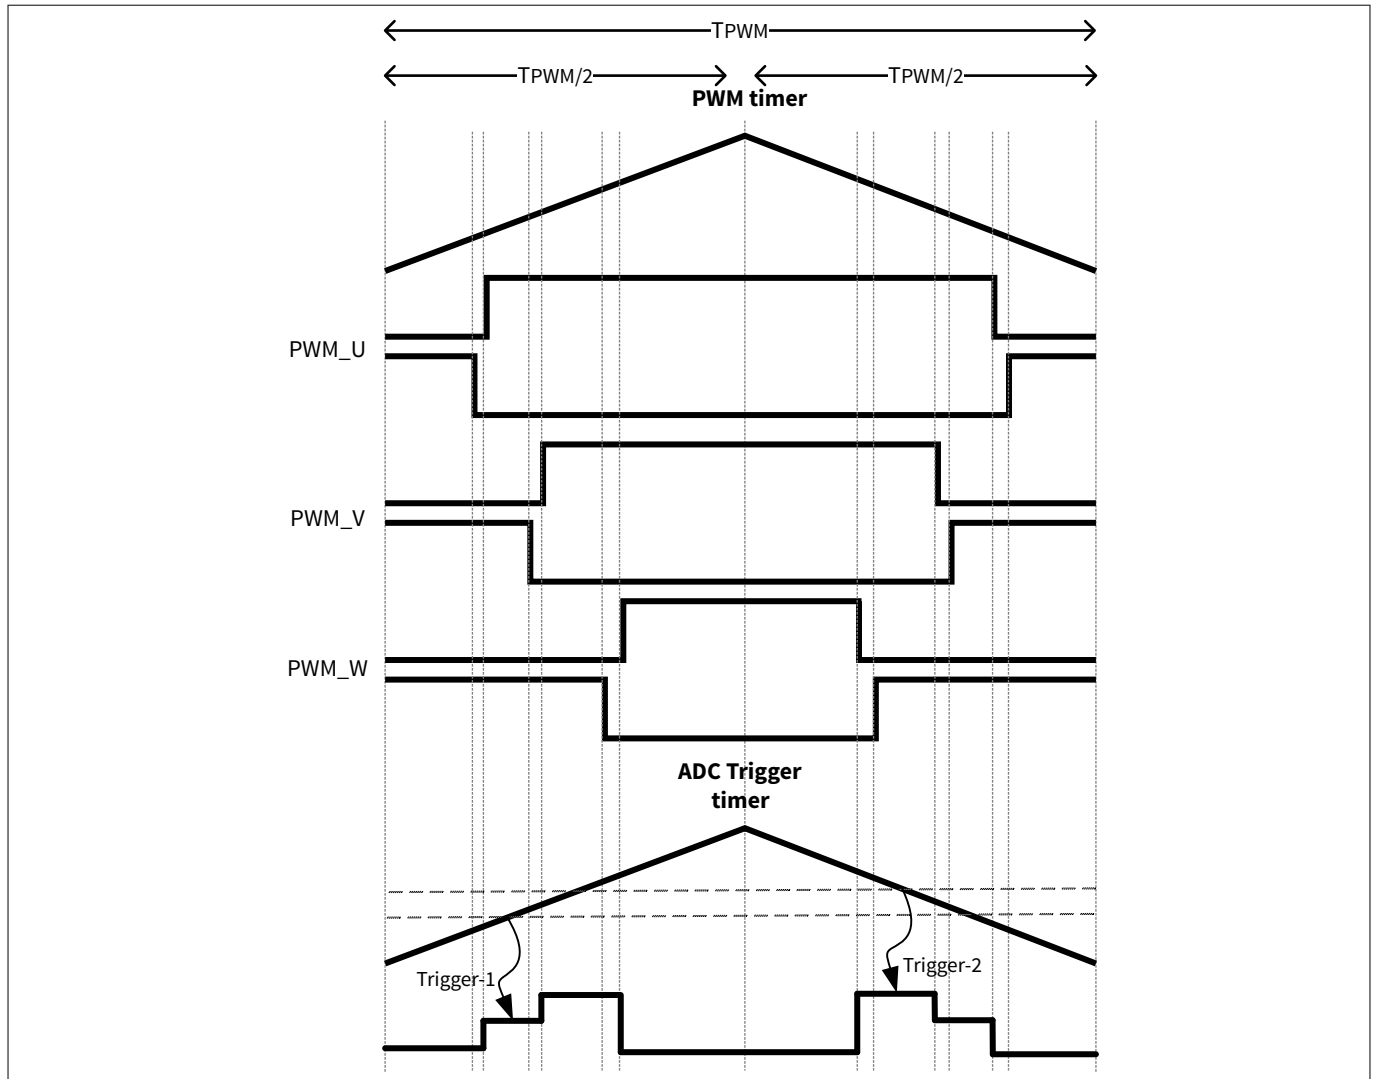 TPWM
TPWM/2 TPWM/2
PWM timer
PWM_U
PWM_V
PWM_W
ADC Trigger
timer
Trigger-1
Trigger-2